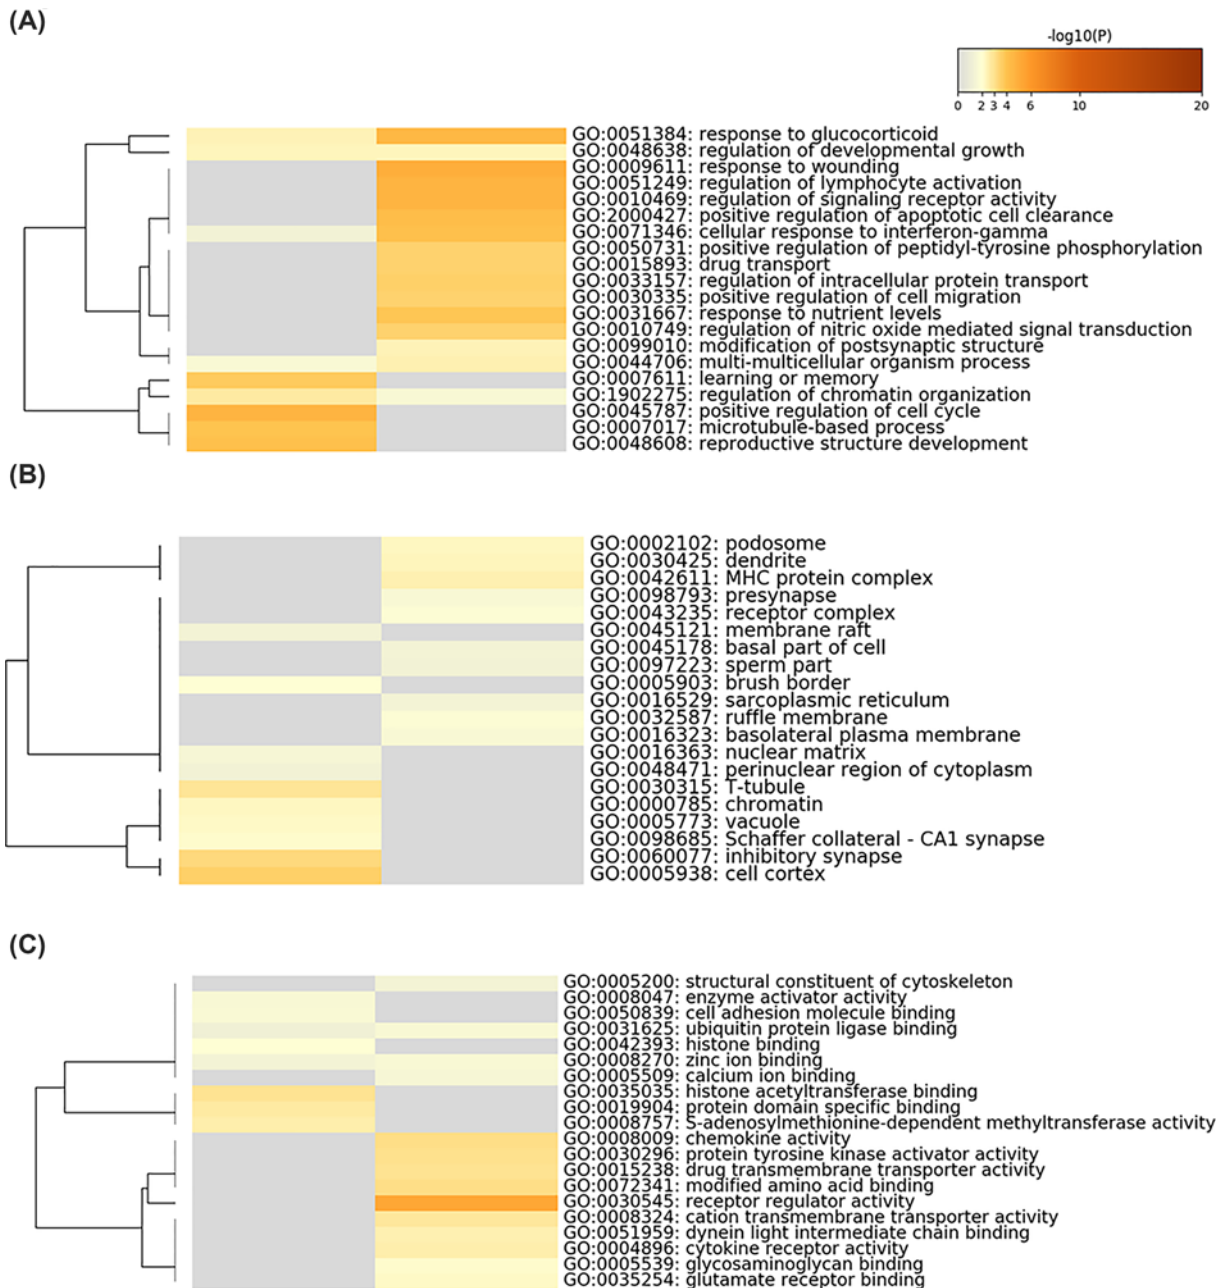 (A)
-log10(P)
0 2 3 4 6 10 20
GO:0051384: response to glucocorticoid
GO:0048638: regulation of developmental growth
GO:0009611: response to wounding
GO:0051249: regulation of lymphocyte activation
GO:0010469: regulation of signaling receptor activity
GO:2000427: positive regulation of apoptotic cell clearance
GO:0071346: cellular response to interferon-gamma
GO:0050731: positive regulation of peptidyl-tyrosine phosphorylation
GO:0015893: drug transport
GO:0033157: regulation of intracellular protein transport
GO:0030335: positive regulation of cell migration
GO:0031667: response to nutrient levels
GO:0010749: regulation of nitric oxide mediated signal transduction
GO:0099010: modification of postsynaptic structure
GO:0044706: multi-multicellular organism process
GO:0007611: learning or memory
GO:1902275: regulation of chromatin organization
GO:0045787: positive regulation of cell cycle
GO:0007017: microtubule-based process
GO:0048608: reproductive structure development
(B)
GO:0002102: podosome
GO:0030425: dendrite
GO:0042611: MHC protein complex
GO:0098793: presynapse
GO:0043235: receptor complex
GO:0045121: membrane raft
GO:0045178: basal part of cell
GO:0097223: sperm part
GO:0005903: brush border
GO:0016529: sarcoplasmic reticulum
GO:0032587: ruffle membrane
GO:0016323: basolateral plasma membrane
GO:0016363: nuclear matrix
GO:0048471: perinuclear region of cytoplasm
GO:0030315: T-tubule
GO:0000785: chromatin
GO:0005773: vacuole
GO:0098685: Schaffer collateral - CA1 synapse
GO:0060077: inhibitory synapse
GO:0005938: cell cortex
(C)
GO:0005200: structural constituent of cytoskeleton
GO:0008047: enzyme activator activity
GO:0050839: cell adhesion molecule binding
GO:0031625: ubiquitin protein ligase binding
GO:0042393: histone binding
GO:0008270: zinc ion binding
GO:0005509: calcium ion binding
GO:0035035: histone acetyltransferase binding
GO:0019904: protein domain specific binding
GO:0008757: S-adenosylmethionine-dependent methyltransferase activity
GO:0008009: chemokine activity
GO:0030296: protein tyrosine kinase activator activity
GO:0015238: drug transmembrane transporter activity
GO:0072341: modified amino acid binding
GO:0030545: receptor regulator activity
GO:0008324: cation transmembrane transporter activity
GO:0051959: dynein light intermediate chain binding
GO:0004896: cytokine receptor activity
GO:0005539: glycosaminoglycan binding
GO:0035254: glutamate receptor binding